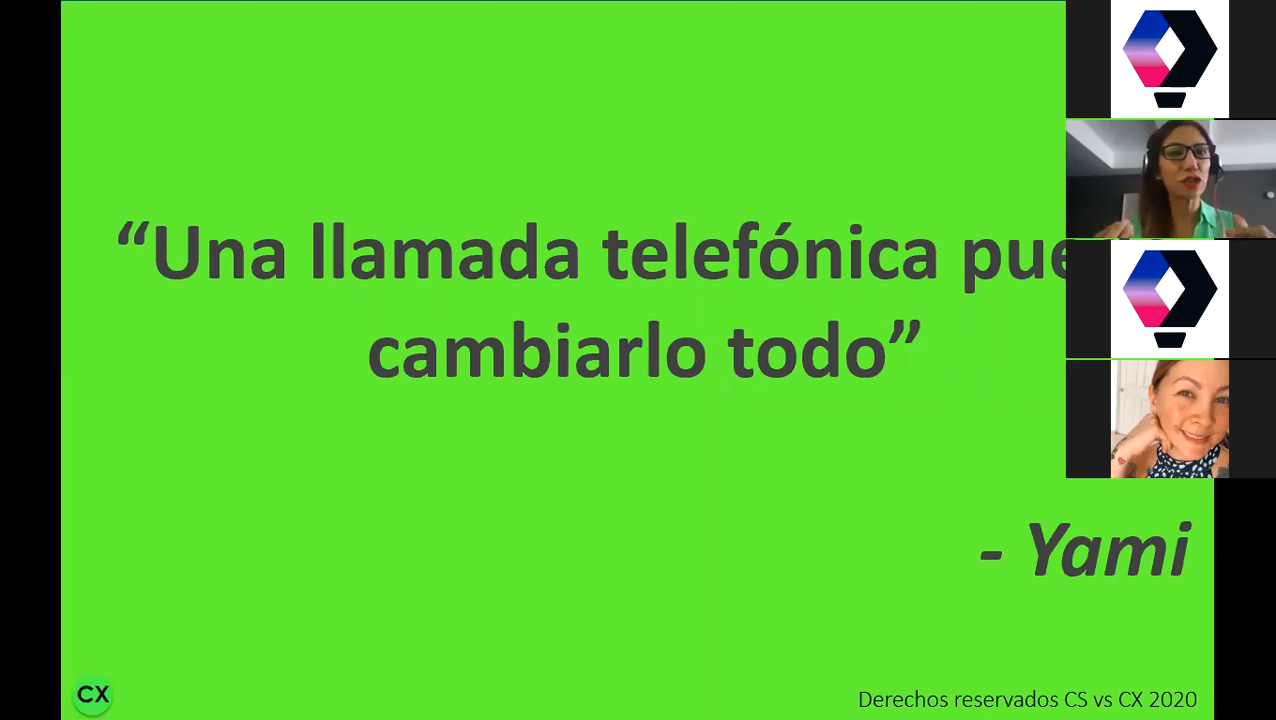 “Una llamada telefónica pue
cambiarlo todo”
- Yami
CX
Derechos reservados CS vs CX 2020